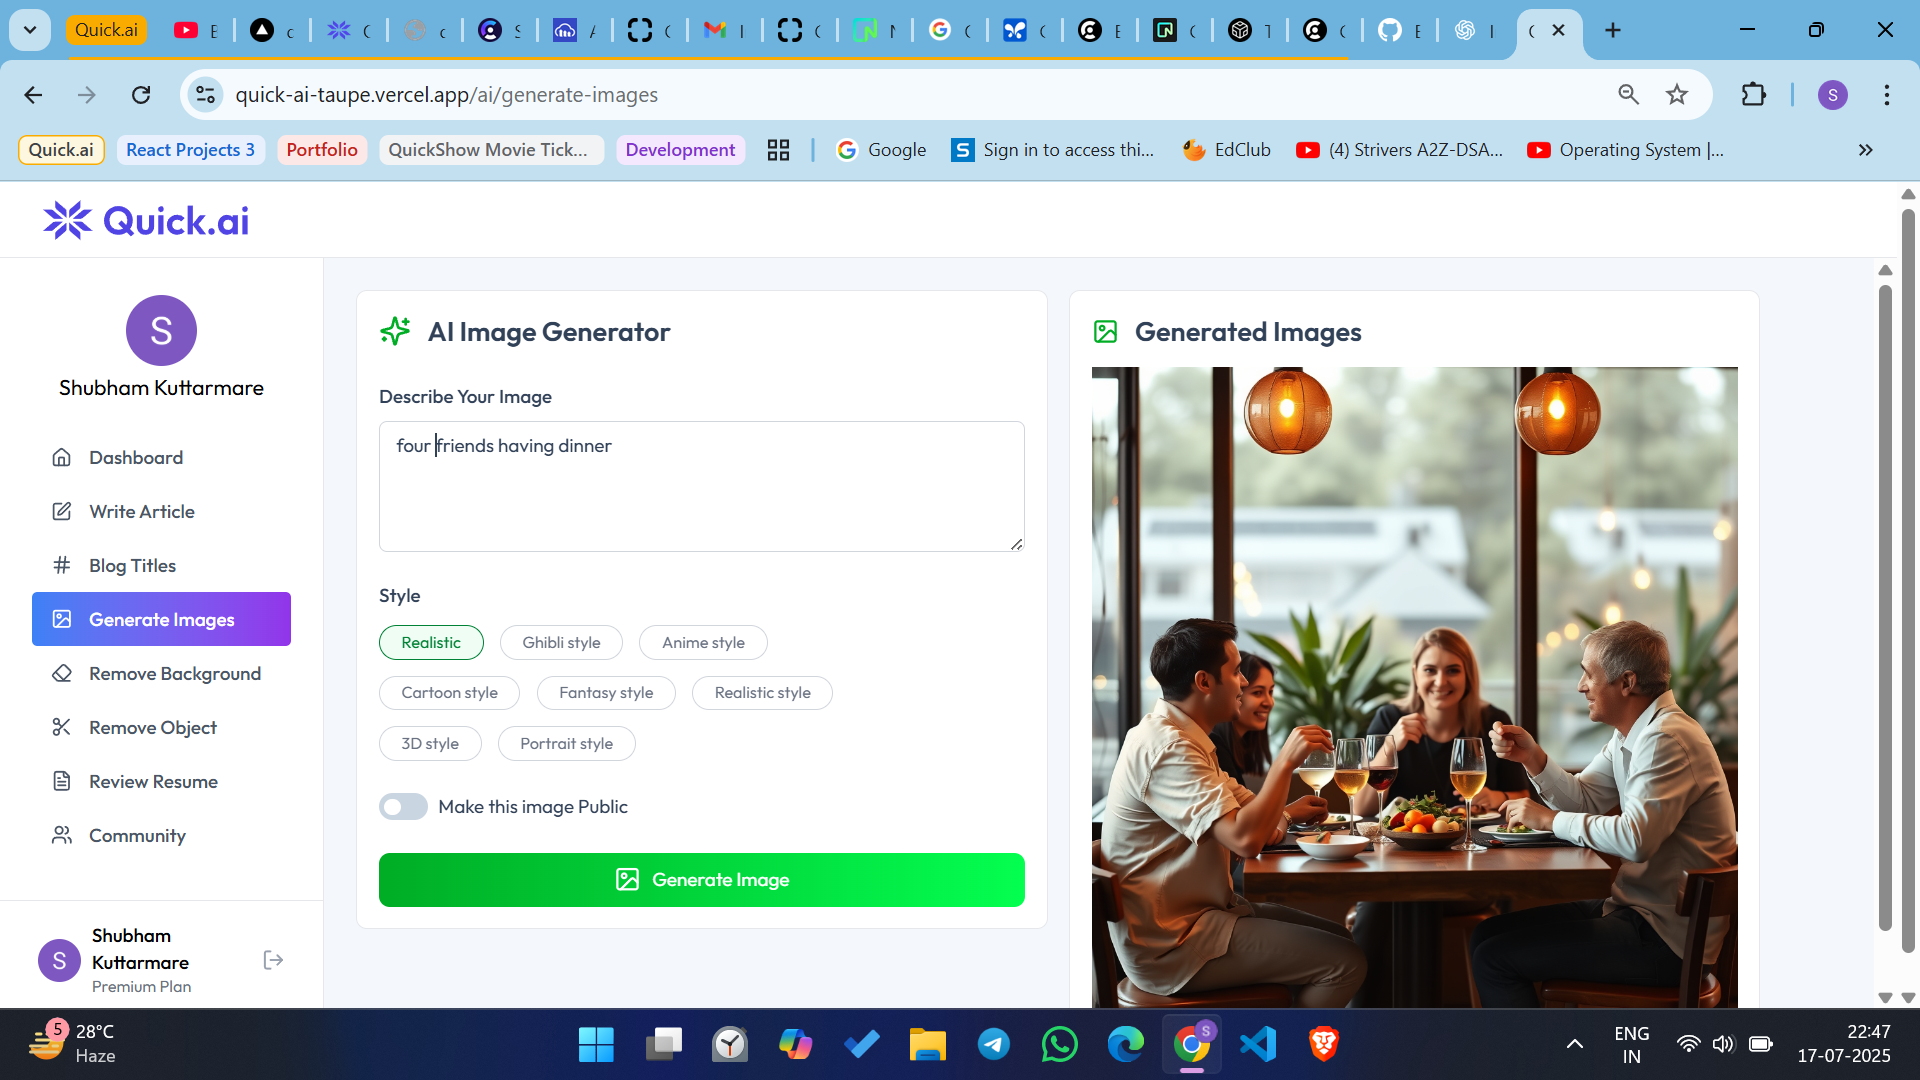 Quick.ai
quick-ai-taupe.vercel.app/ai/generate-images
S
Quick.ai
React Projects 3
Portfolio
QuickShow Movie Tick...
Development
Google
Sign in to access thi...
EdClub
(4) Strivers A2Z-DSA...
Operating System |...
Quick.ai
S
Shubham Kuttarmare
Dashboard
Write Article
Blog Titles
Generate Images
Remove Background
Remove Object
Review Resume
Community
S
Shubham
Kuttarmare
Premium Plan
AI Image Generator
Describe Your Image
four friends having dinner
Style
Realistic
Ghibli style
Anime style
Cartoon style
Fantasy style
Realistic style
3D style
Portrait style
Make this image Public
Generate Image
Generated Images
5
28°C
Haze
S
ENG
IN
22:47
17-07-2025